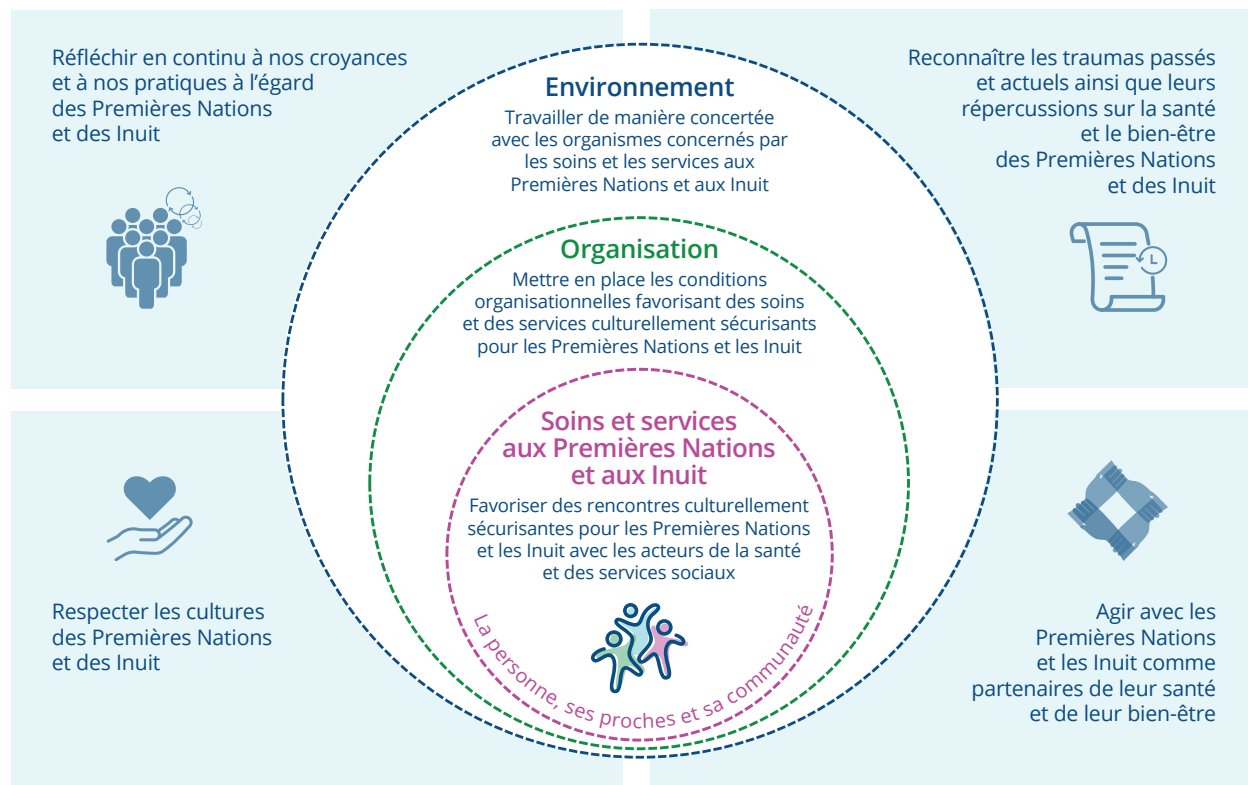 Réfléchir en continu à nos croyances
et à nos pratiques à l'égard
des Premières Nations
et des Inuit
Reconnaître les traumas passés
et actuels ainsi que leurs
répercussions sur la santé
et le bien-être
des Premières Nations
et des Inuit
Environnement
Travailler de manière concertée
avec les organismes concernés par
les soins et les services aux
Premières Nations et aux Inuit
Organisation
Mettre en place les conditions
organisationnelles favorisant des soins
et des services culturellement sécurisants
pour les Premières Nations et les Inuit
Soins et services
aux Premières Nations
et aux Inuit
Favoriser des rencontres culturellement
sécurisantes pour les Premières Nations
et les Inuit avec les acteurs de la santé
et des services sociaux
La personne, ses proches et sa communauté
Respecter les cultures
des Premières Nations
et des Inuit
Agir avec les
Premières Nations
et les Inuit comme
partenaires de leur santé
et de leur bien-être